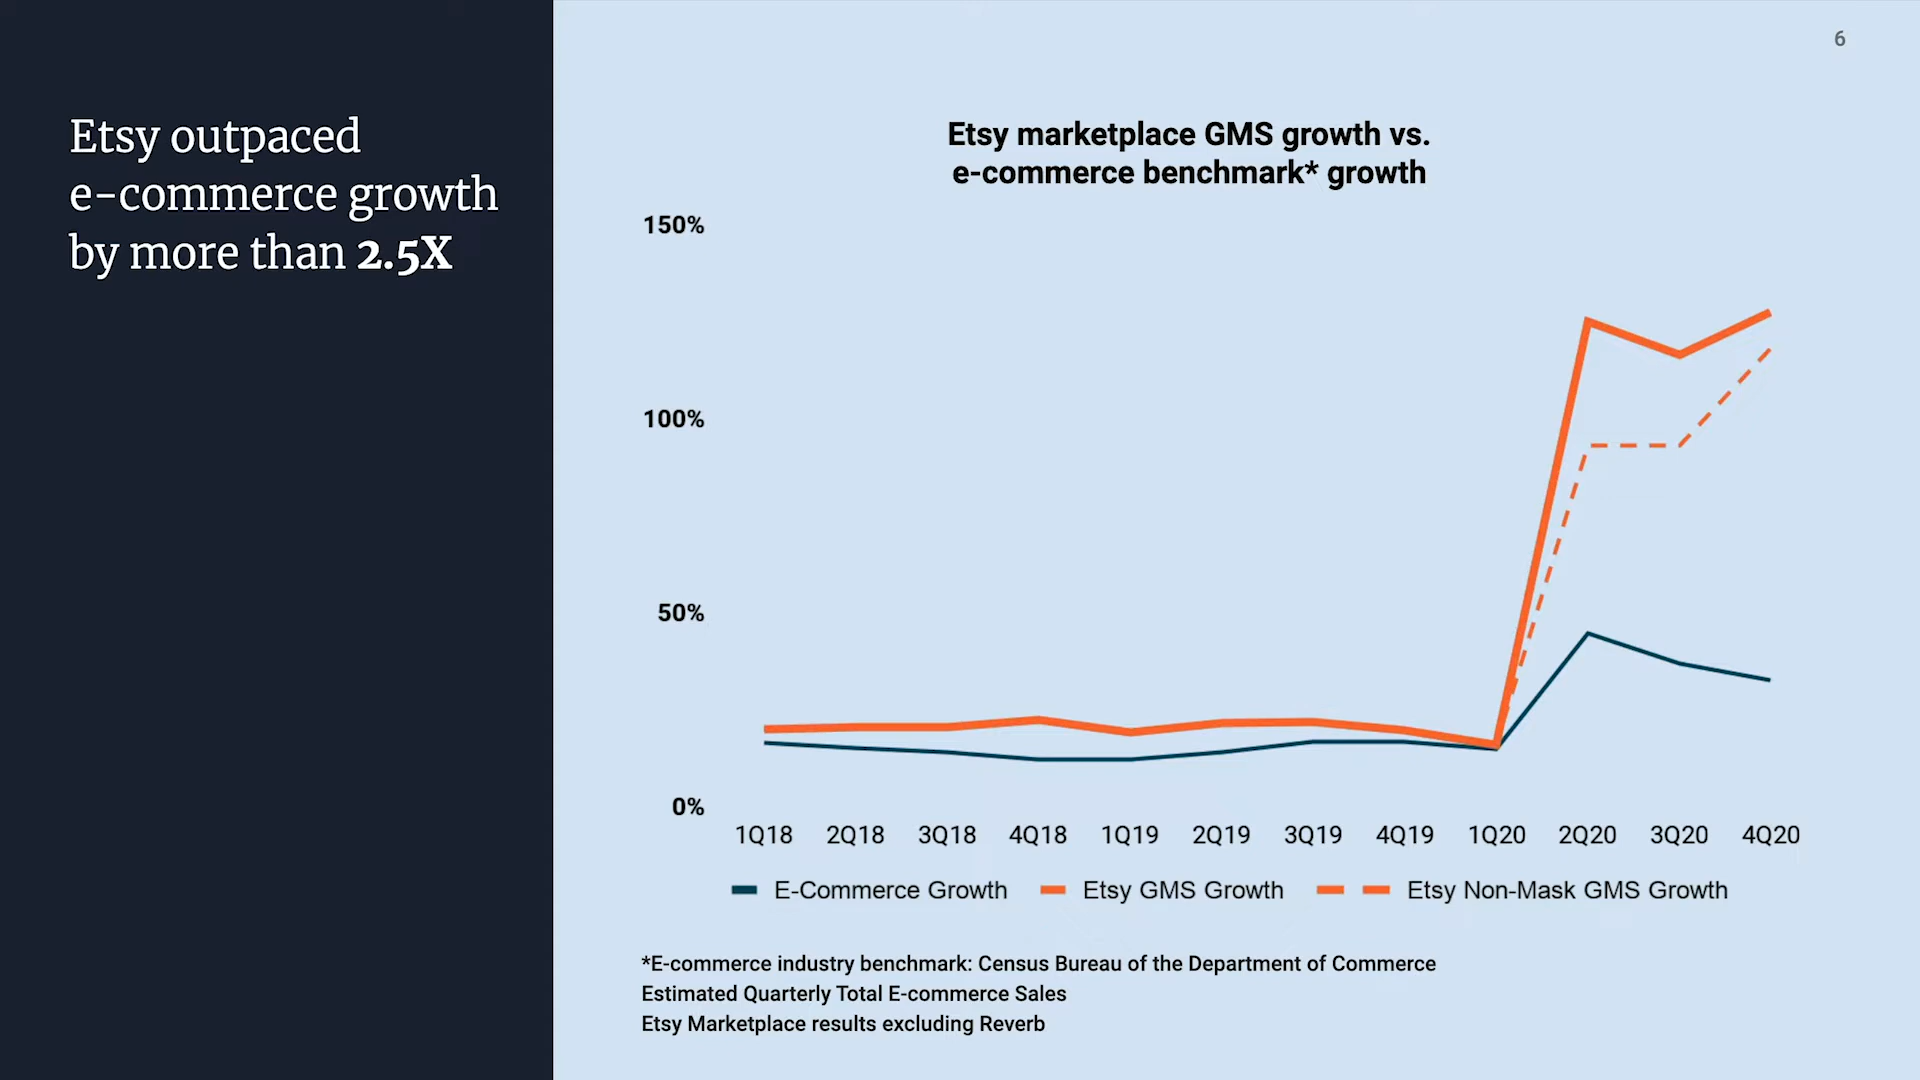 6
Etsy outpaced
e-commerce growth
by more than 2.5X
Etsy marketplace GMS growth vs.
e-commerce benchmark* growth
150%
100%
50%
0%
1Q18 2Q18 3Q18 4Q18 1Q19 2Q19 3Q19 4Q19 1Q20 2Q20 3Q20 4Q20
E-Commerce Growth Etsy GMS Growth Etsy Non-Mask GMS Growth
*E-commerce industry benchmark: Census Bureau of the Department of Commerce
Estimated Quarterly Total E-commerce Sales
Etsy Marketplace results excluding Reverb